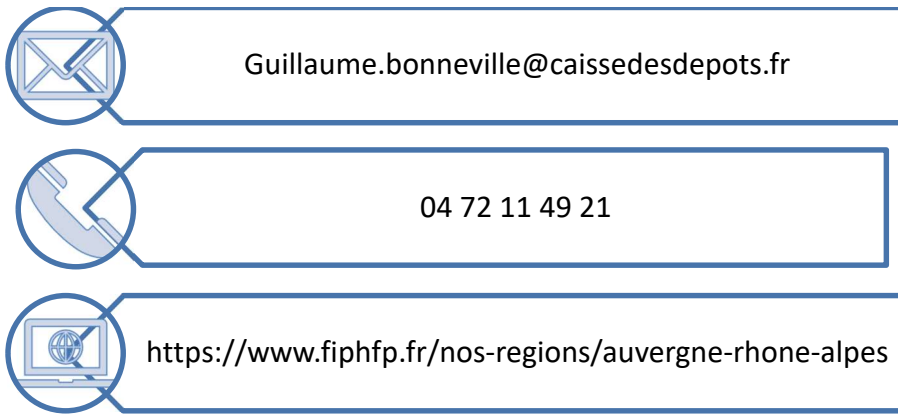 Guillaume.bonneville@caissedesdepots.fr
04 72 11 49 21
https://www.fiphfp.fr/nos-regions/auvergne-rhone-alpes